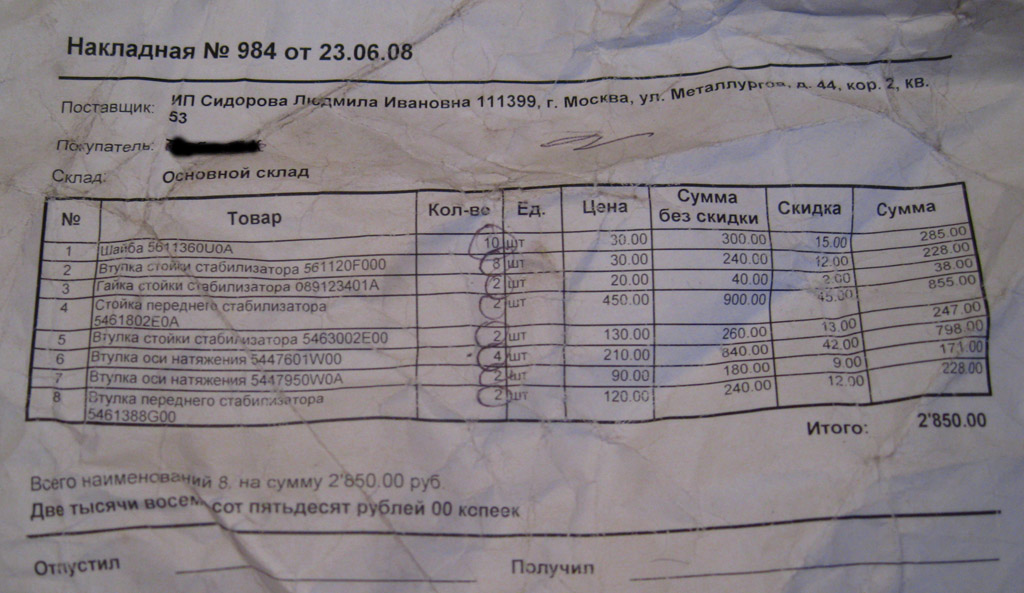 Накладная № 984 от 23.06.08
Поставщик: ИП Сидорова Людмила Ивановна 111399, г. Москва, ул. Металлургов, д. 44, кор. 2, кв.
53
Покупатель:
Склад: Основной склад
№ Товар Кол-во Ед. Цена Сумма без скидки Скидка Сумма
1 Шайба 5611360U0A 10 шт 30.00 300.00 15.00 285.00
2 Втулка стойки стабилизатора 561120F000 8 шт 30.00 240.00 12.00 228.00
3 Гайка стойки стабилизатора 089123401A 2 шт 20.00 40.00 2.00 38.00
4 Стойка переднего стабилизатора 2 шт 450.00 900.00 45.00 855.00
5461802E0A
5 Втулка стойки стабилизатора 5463002E00 2 шт 130.00 260.00 13.00 247.00
6 Втулка оси натяжения 5447601W00 4 шт 210.00 840.00 42.00 798.00
7 Втулка оси натяжения 5447950W0A 2 шт 90.00 180.00 9.00 171.00
8 Втулка переднего стабилизатора 2 шт 120.00 240.00 12.00 228.00
5461388G00
Итого: 2'850.00
Всего наименований 8, на сумму 2'850.00 руб.
Две тысячи восемьсот пятьдесят рублей 00 копеек
Отпустил Получил